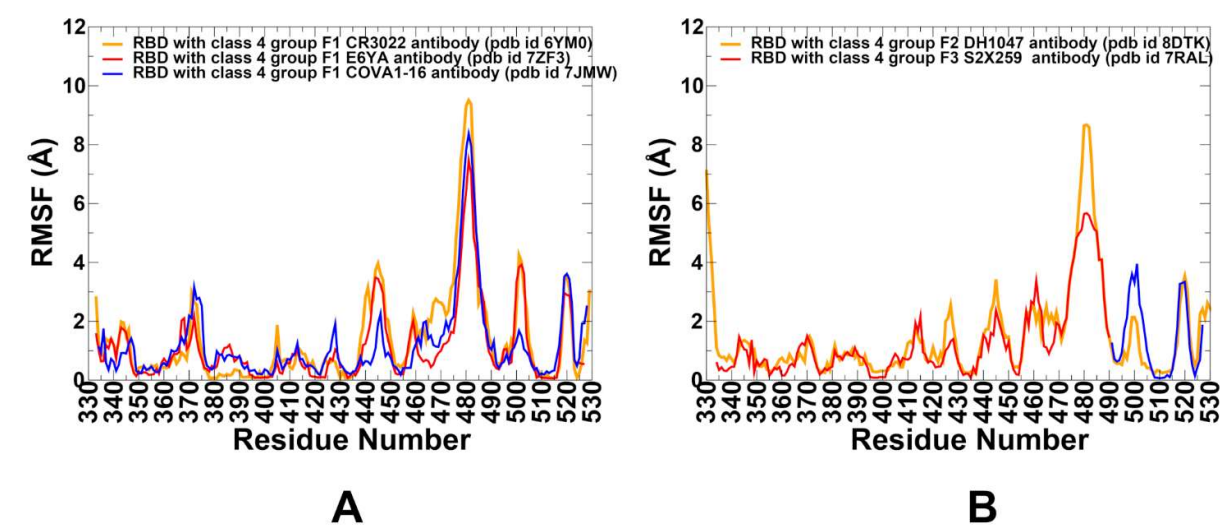 12
RBD with class 4 group F1 CR3022 antibody (pdb id 6YM0)
RBD with class 4 group F1 E6YA antibody (pdb id 7ZF3)
RBD with class 4 group F1 COVA1-16 antibody (pdb id 7JMW)
10
8
6
4
2
0
RMSF (Å)
330 340 350 360 370 380 390 400 410 420 430 440 450 460 470 480 490 500 510 520 530
Residue Number
A
12
RBD with class 4 group F2 DH1047 antibody (pdb id 8DTK)
RBD with class 4 group F3 S2X259 antibody (pdb id 7RAL)
10
8
6
4
2
0
RMSF (Å)
330 340 350 360 370 380 390 400 410 420 430 440 450 460 470 480 490 500 510 520 530
Residue Number
B